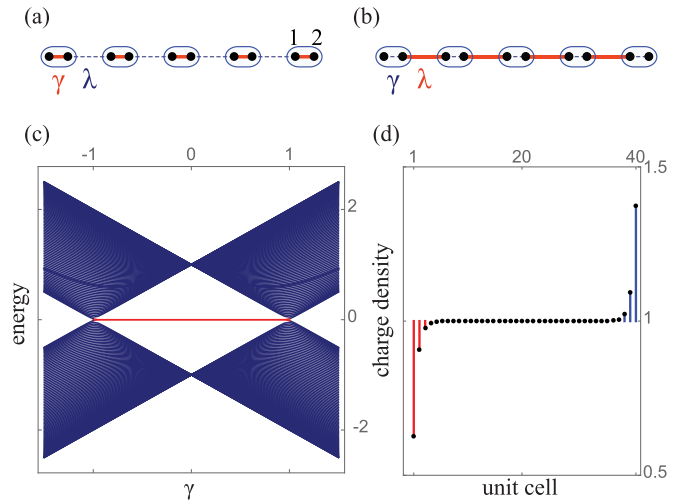 (a)
(b)
1 2
γ λ
γ λ
(c)
(d)
-1 0 1
1 20 40
1.5
2
0
1
-2
0.5
energy
charge density
γ
unit cell